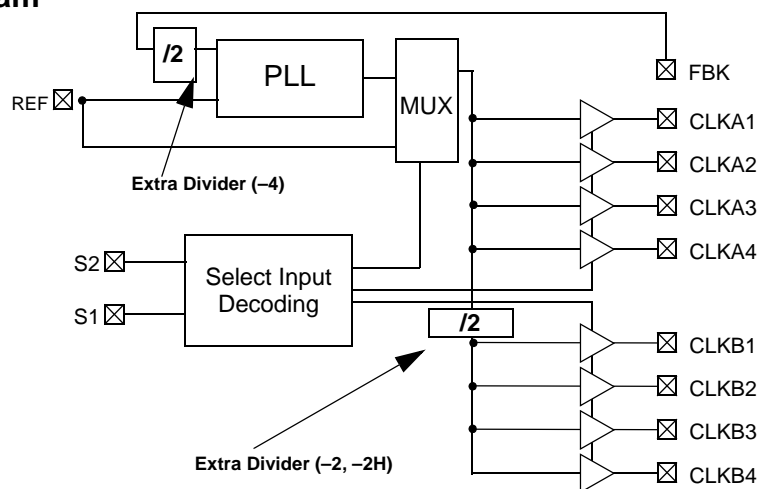 /2
PLL
MUX
FBK
REF
CLKA1
CLKA2
Extra Divider (–4)
CLKA3
CLKA4
S2
Select Input
Decoding
S1
/2
CLKB1
CLKB2
CLKB3
Extra Divider (–2, –2H)
CLKB4